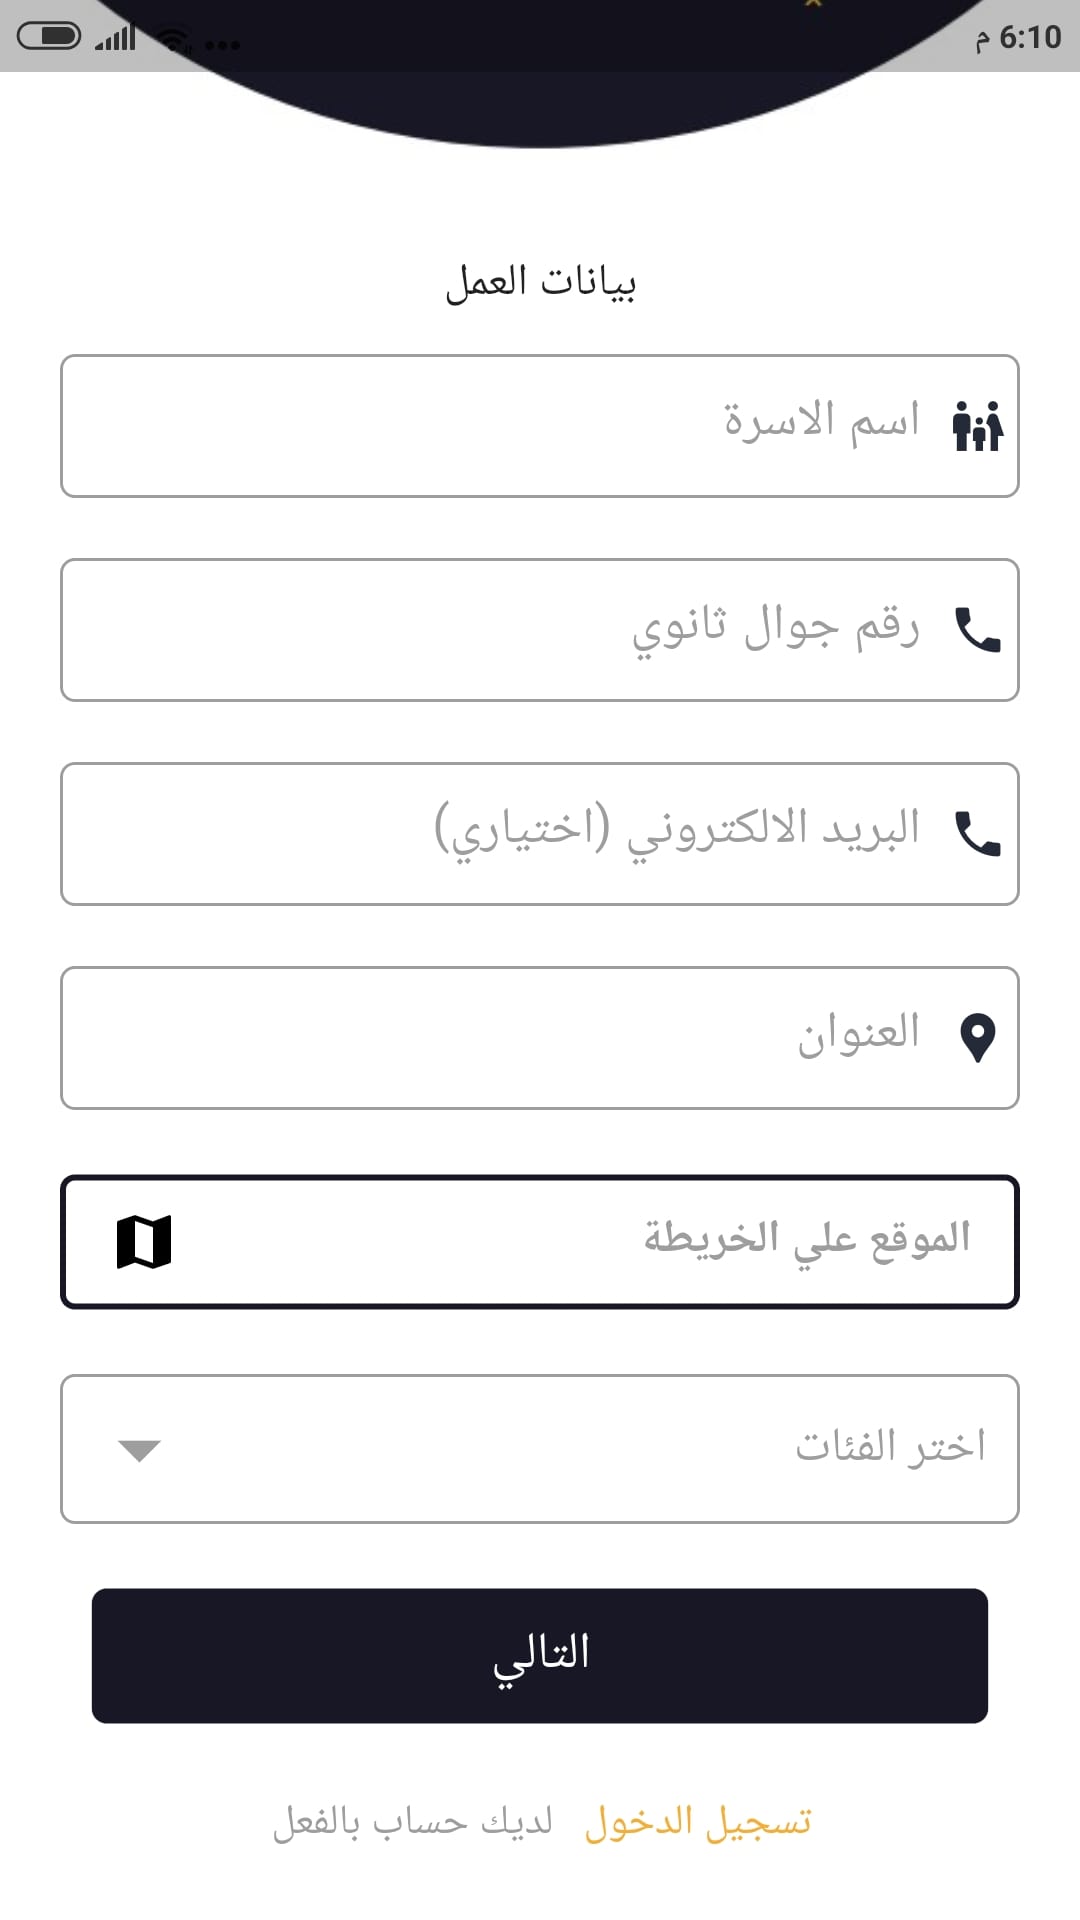 6:10 م
بيانات العمل
اسم الاسرة
رقم جوال ثانوي
البريد الالكتروني (اختياري)
العنوان
الموقع علي الخريطة
اختر الفئات
التالي
تسجيل الدخول لديك حساب بالفعل